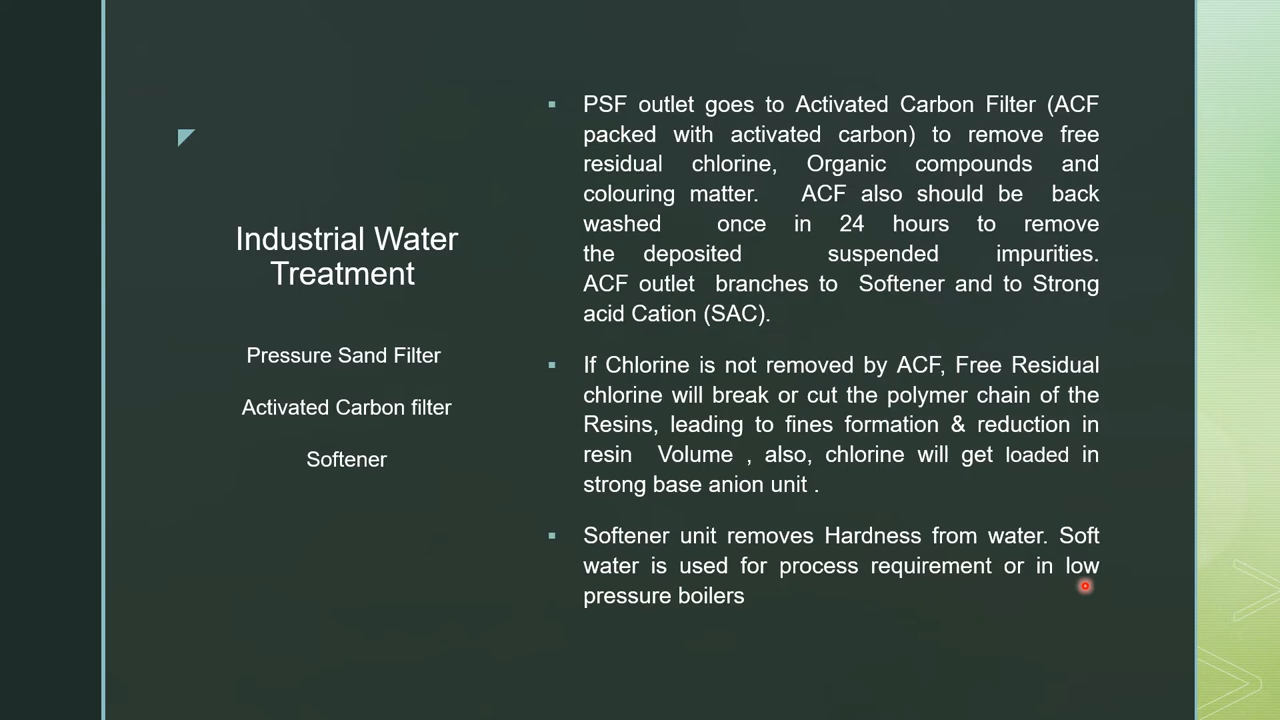 Industrial Water
Treatment
Pressure Sand Filter
Activated Carbon filter
Softener
▪ PSF outlet goes to Activated Carbon Filter (ACF
packed with activated carbon) to remove free
residual chlorine, Organic compounds and
colouring matter. ACF also should be back
washed once in 24 hours to remove
the deposited suspended impurities.
ACF outlet branches to Softener and to Strong
acid Cation (SAC).
▪ If Chlorine is not removed by ACF, Free Residual
chlorine will break or cut the polymer chain of the
Resins, leading to fines formation & reduction in
resin Volume , also, chlorine will get loaded in
strong base anion unit .
▪ Softener unit removes Hardness from water. Soft
water is used for process requirement or in low
pressure boilers